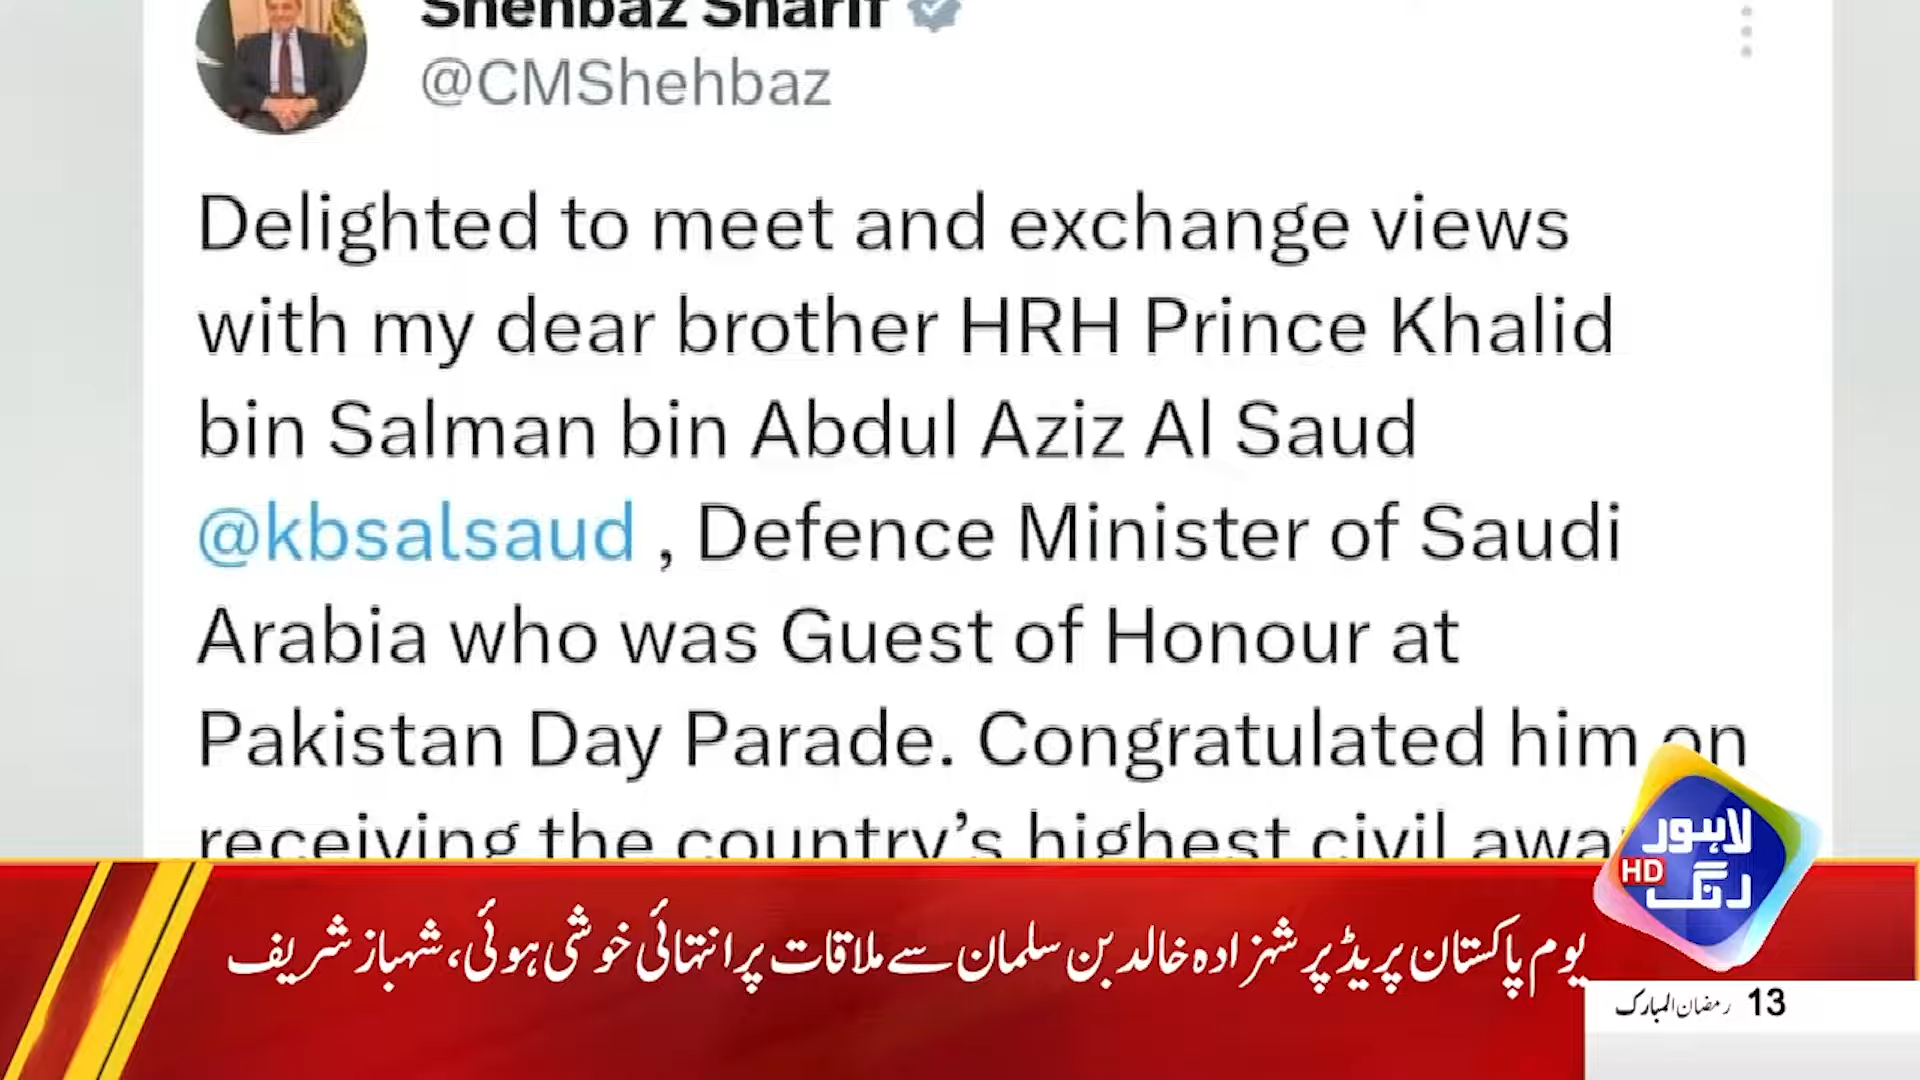 Shehbaz Sharif
@CMShehbaz
Delighted to meet and exchange views
with my dear brother HRH Prince Khalid
bin Salman bin Abdul Aziz Al Saud
@kbsalsaud , Defence Minister of Saudi
Arabia who was Guest of Honour at
Pakistan Day Parade. Congratulated him on
receiving the country’s highest civil
لاہور
رنگ
HD
یوم پاکستان پریڈ پر شہزادہ خالد بن سلمان سے ملاقات پر انتہائی خوشی ہوئی، شہباز شریف
13 رمضان المبارک